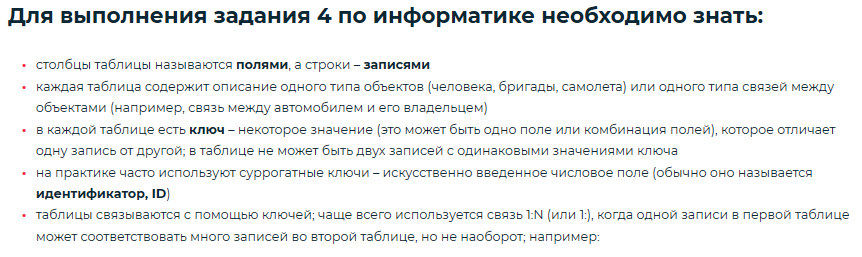 Для выполнения задания 4 по информатике необходимо знать:
• столбцы таблицы называются полями, а строки – записями
• каждая таблица содержит описание одного типа объектов (человека, бригады, самолета) или одного типа связей между
объектами (например, связь между автомобилем и его владельцем)
• в каждой таблице есть ключ – некоторое значение (это может быть одно поле или комбинация полей), которое отличает
одну запись от другой; в таблице не может быть двух записей с одинаковыми значениями ключа
• на практике часто используют суррогатные ключи – искусственно введенное числовое поле (обычно оно называется
идентификатор, ID)
• таблицы связываются с помощью ключей; чаще всего используется связь 1:N (или 1:), когда одной записи в первой таблице
может соответствовать много записей во второй таблице, но не наоборот; например: